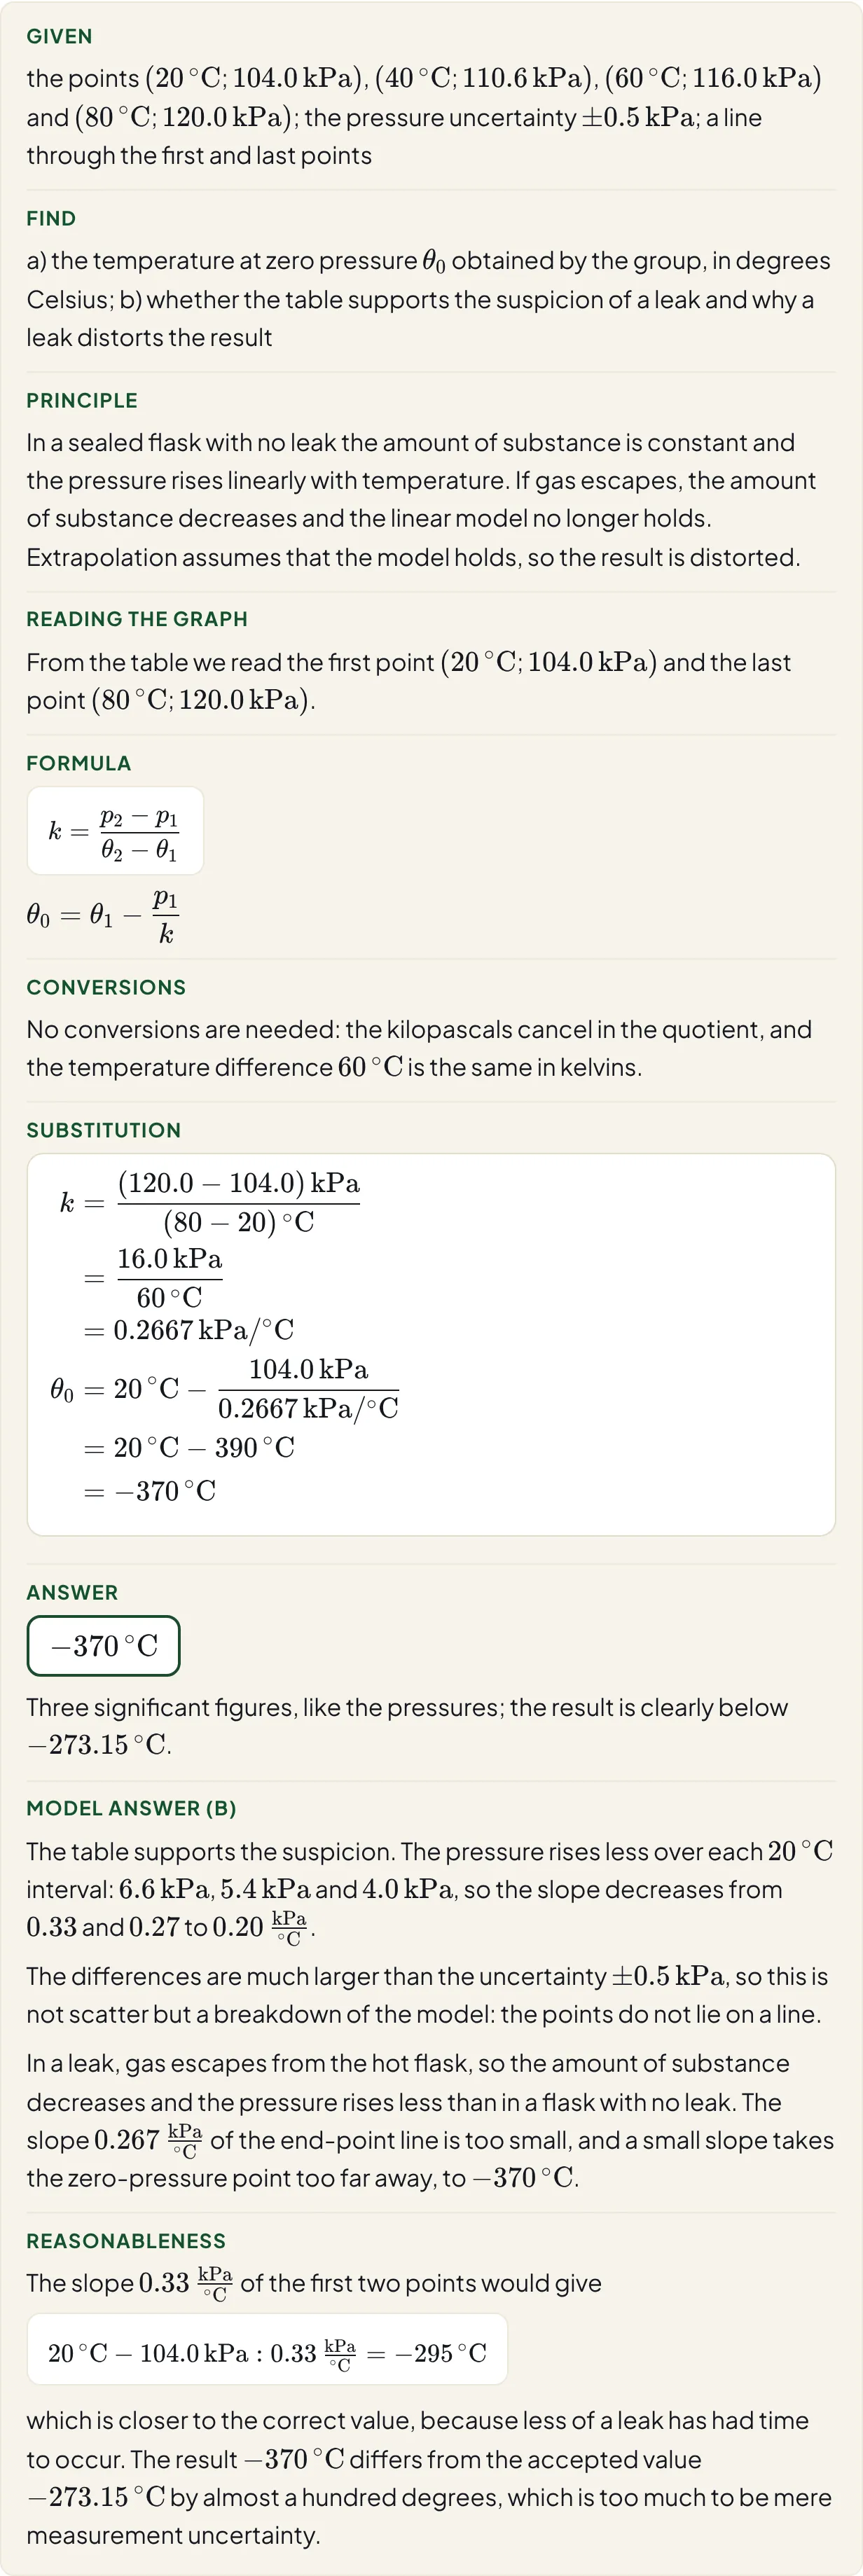 GIVEN
the points (20 °C; 104.0 kPa), (40 °C; 110.6 kPa), (60 °C; 116.0 kPa)
and (80 °C; 120.0 kPa); the pressure uncertainty ±0.5 kPa; a line
through the first and last points
FIND
a) the temperature at zero pressure θ₀ obtained by the group, in degrees
Celsius; b) whether the table supports the suspicion of a leak and why a
leak distorts the result
PRINCIPLE
In a sealed flask with no leak the amount of substance is constant and
the pressure rises linearly with temperature. If gas escapes, the amount
of substance decreases and the linear model no longer holds.
Extrapolation assumes that the model holds, so the result is distorted.
READING THE GRAPH
From the table we read the first point (20 °C; 104.0 kPa) and the last
point (80 °C; 120.0 kPa).
FORMULA
k = (p₂ − p₁)/(θ₂ − θ₁)
θ₀ = θ₁ − p₁/k
CONVERSIONS
No conversions are needed: the kilopascals cancel in the quotient, and
the temperature difference 60 °C is the same in kelvins.
SUBSTITUTION
k = (120.0 − 104.0) kPa/(80 − 20) °C
= 16.0 kPa/60 °C
= 0.2667 kPa/°C
θ₀ = 20 °C − 104.0 kPa/0.2667 kPa/°C
= 20 °C − 390 °C
= −370 °C
ANSWER
−370 °C
Three significant figures, like the pressures; the result is clearly below
−273.15 °C.
MODEL ANSWER (B)
The table supports the suspicion. The pressure rises less over each 20 °C
interval: 6.6 kPa, 5.4 kPa and 4.0 kPa, so the slope decreases from
0.33 and 0.27 to 0.20 kPa/°C.
The differences are much larger than the uncertainty ±0.5 kPa, so this is
not scatter but a breakdown of the model: the points do not lie on a line.
In a leak, gas escapes from the hot flask, so the amount of substance
decreases and the pressure rises less than in a flask with no leak. The
slope 0.267 kPa/°C of the end-point line is too small, and a small slope takes
the zero-pressure point too far away, to −370 °C.
REASONABLENESS
The slope 0.33 kPa/°C of the first two points would give
20 °C − 104.0 kPa : 0.33 kPa/°C = −295 °C
which is closer to the correct value, because less of a leak has had time
to occur. The result −370 °C differs from the accepted value
−273.15 °C by almost a hundred degrees, which is too much to be mere
measurement uncertainty.